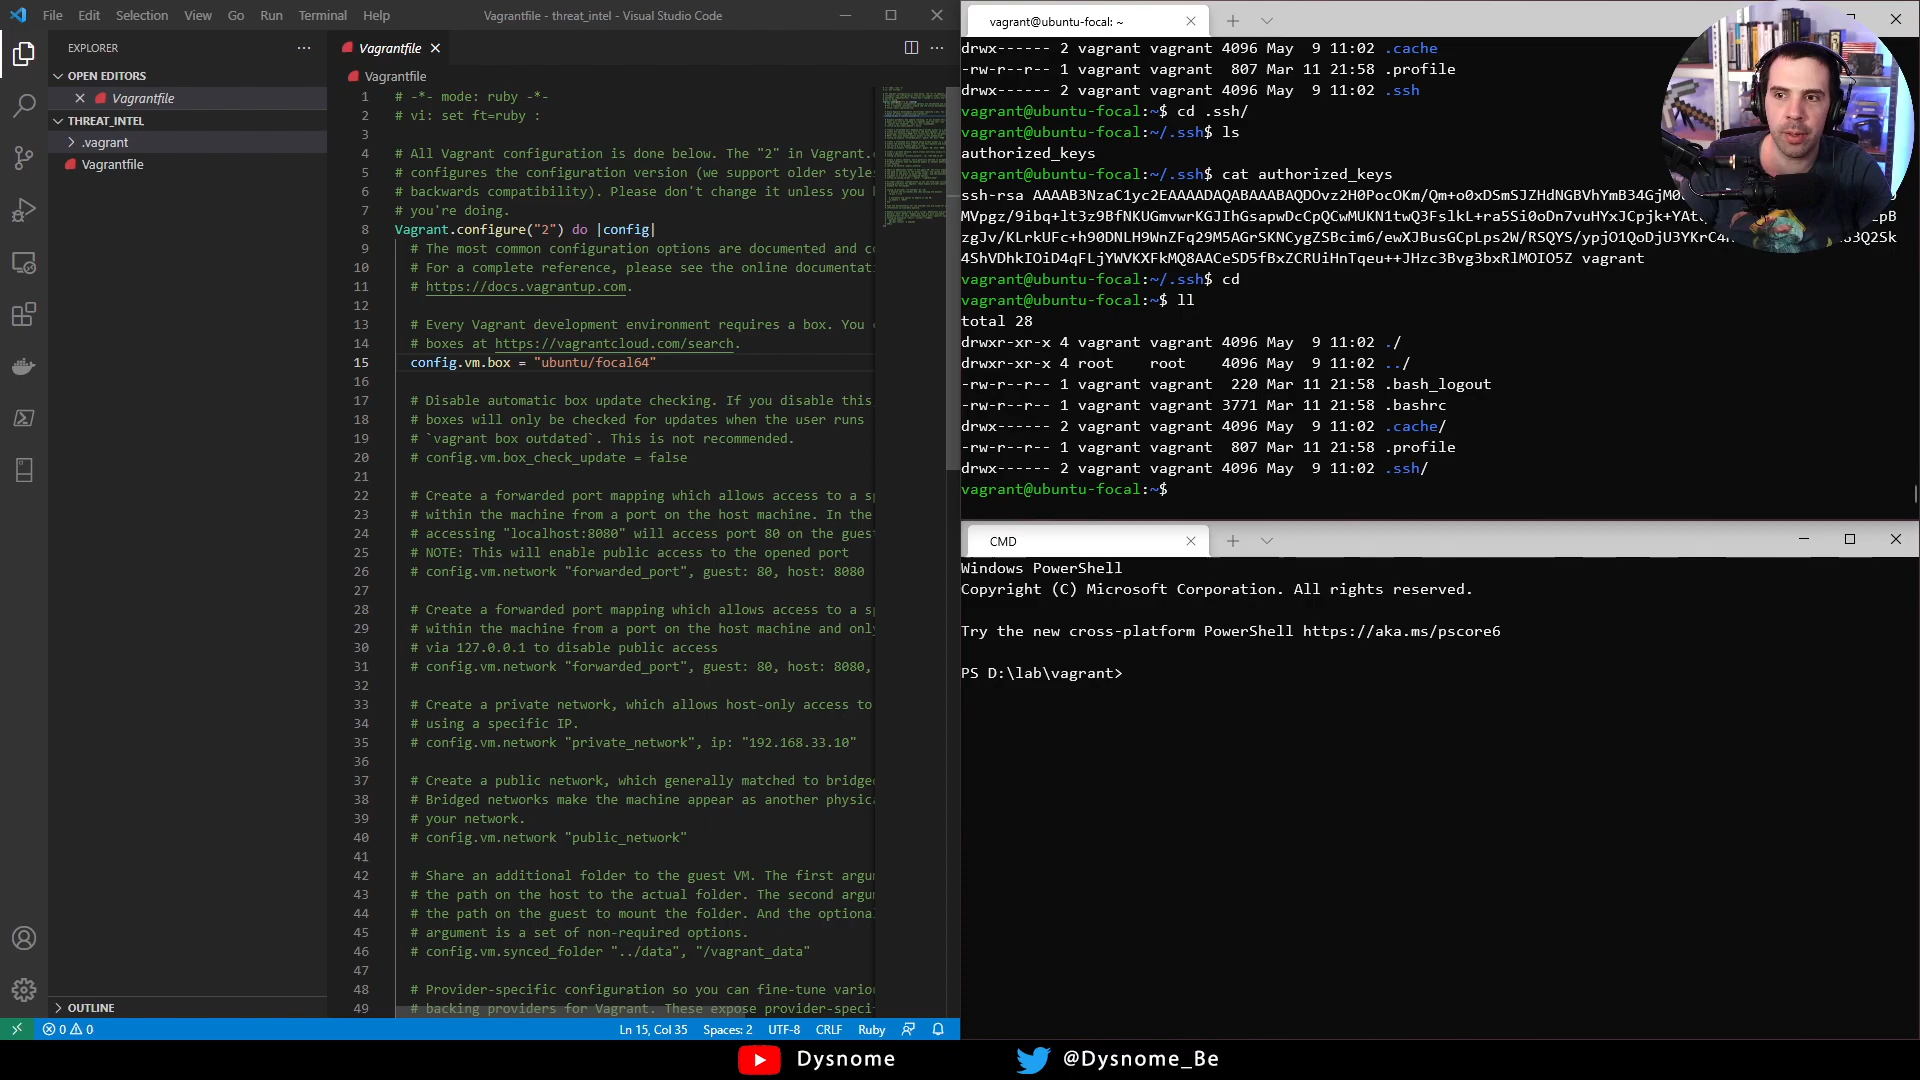 File Edit Selection View Go Run Terminal Help
Vagrantfile - threat_intel - Visual Studio Code
EXPLORER
OPEN EDITORS
Vagrantfile
THREAT_INTEL
.vagrant
Vagrantfile
OUTLINE
Vagrantfile
Vagrantfile
1 # -*- mode: ruby -*-
2 # vi: set ft=ruby :
3
4 # All Vagrant configuration is done below. The "2" in Vagrant.
5 # configures the configuration version (we support older styles
6 # backwards compatibility). Please don't change it unless you
7 # you're doing.
8 Vagrant.configure("2") do |config|
9 # The most common configuration options are documented and
10 # For a complete reference, please see the online documentati
11 # https://docs.vagrantup.com.
12
13 # Every Vagrant development environment requires a box. You
14 # boxes at https://vagrantcloud.com/search.
15 config.vm.box = "ubuntu/focal64"
16
17 # Disable automatic box update checking. If you disable this
18 # boxes will only be checked for updates when the user runs
19 # `vagrant box outdated`. This is not recommended.
20 # config.vm.box_check_update = false
21
22 # Create a forwarded port mapping which allows access to a
23 # within the machine from a port on the host machine. In the
24 # accessing "localhost:8080" will access port 80 on the guest
25 # NOTE: This will enable public access to the opened port
26 # config.vm.network "forwarded_port", guest: 80, host: 8080
27
28 # Create a forwarded port mapping which allows access to a
29 # within the machine from a port on the host machine and only
30 # via 127.0.0.1 to disable public access
31 # config.vm.network "forwarded_port", guest: 80, host: 8080,
32
33 # Create a private network, which allows host-only access to
34 # using a specific IP.
35 # config.vm.network "private_network", ip: "192.168.33.10"
36
37 # Create a public network, which generally matched to bridged
38 # Bridged networks make the machine appear as another physica
39 # your network.
40 # config.vm.network "public_network"
41
42 # Share an additional folder to the guest VM. The first argum
43 # the path on the host to the actual folder. The second argum
44 # the path on the guest to mount the folder. And the optional
45 # argument is a set of non-required options.
46 # config.vm.synced_folder "../data", "/vagrant_data"
47
48 # Provider-specific configuration so you can fine-tune variou
49 # backing providers for Vagrant. These expose provider-speci
0 0
Ln 15, Col 35 Spaces: 2 UTF-8 CRLF Ruby
vagrant@ubuntu-focal: ~
drwx------ 2 vagrant vagrant 4096 May 9 11:02 .cache
-rw-r--r-- 1 vagrant vagrant 807 Mar 11 21:58 .profile
drwx------ 2 vagrant vagrant 4096 May 9 11:02 .ssh
vagrant@ubuntu-focal:~$ cd .ssh/
vagrant@ubuntu-focal:~/.ssh$ ls
authorized_keys
vagrant@ubuntu-focal:~/.ssh$ cat authorized_keys
ssh-rsa
vagrant
vagrant@ubuntu-focal:~/.ssh$ cd
vagrant@ubuntu-focal:~$ ll
total 28
drwxr-xr-x 4 vagrant vagrant 4096 May 9 11:02 ./
drwxr-xr-x 4 root root 4096 May 9 11:02 ../
-rw-r--r-- 1 vagrant vagrant 220 Mar 11 21:58 .bash_logout
-rw-r--r-- 1 vagrant vagrant 3771 Mar 11 21:58 .bashrc
drwx------ 2 vagrant vagrant 4096 May 9 11:02 .cache/
-rw-r--r-- 1 vagrant vagrant 807 Mar 11 21:58 .profile
drwx------ 2 vagrant vagrant 4096 May 9 11:02 .ssh/
vagrant@ubuntu-focal:~$
CMD
Windows PowerShell
Copyright (C) Microsoft Corporation. All rights reserved.
Try the new cross-platform PowerShell https://aka.ms/pscore6
PS D:\lab\vagrant>
Dysnome
@Dysnome_Be